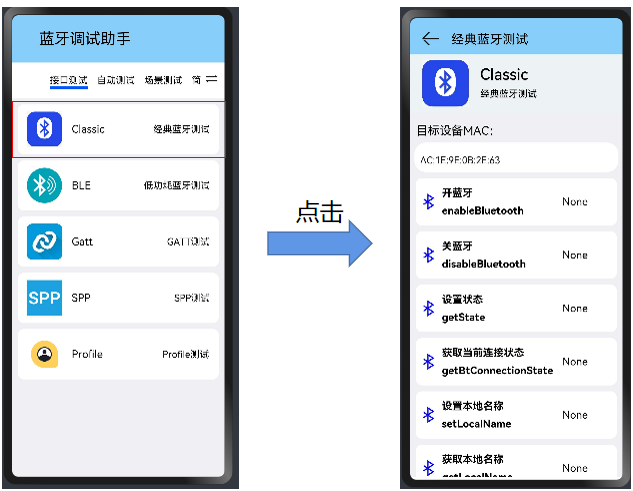 蓝牙调试助手
接口测试 自动测试 场景测试 简
Classic 经典蓝牙测试
BLE 低功耗蓝牙测试
Gatt GATT测试
SPP SPP SPP测试
Profile Profile测试
点击
经典蓝牙测试
Classic
经典蓝牙测试
目标设备MAC:
AC:1E:9E:0B:2E:63
开蓝牙
enableBluetooth None
关蓝牙
disableBluetooth None
设置状态
getState None
获取当前连接状态
getBtConnectionState None
设置本地名称
setLocalName None
获取本地名称
getLocalName None